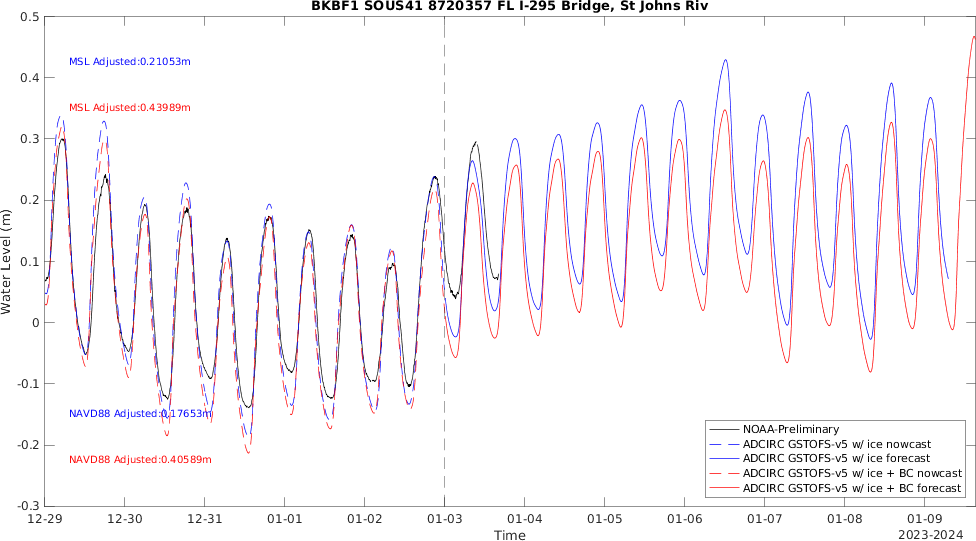 BKBF1 SOUS41 8720357 FL I-295 Bridge, St Johns Riv
0.5
0.4
0.3
0.2
0.1
0
-0.1
-0.2
-0.3
Water Level (m)
MSL Adjusted:0.21053m
MSL Adjusted:0.43989m
NAVD88 Adjusted:0.17653m
NAVD88 Adjusted:0.40589m
NOAA-Preliminary
ADCIRC GSTOFS-v5 w/ ice nowcast
ADCIRC GSTOFS-v5 w/ ice forecast
ADCIRC GSTOFS-v5 w/ ice + BC nowcast
ADCIRC GSTOFS-v5 w/ ice + BC forecast
12-29 12-30 12-31 01-01 01-02 01-03 01-04 01-05 01-06 01-07 01-08 01-09
2023-2024
Time